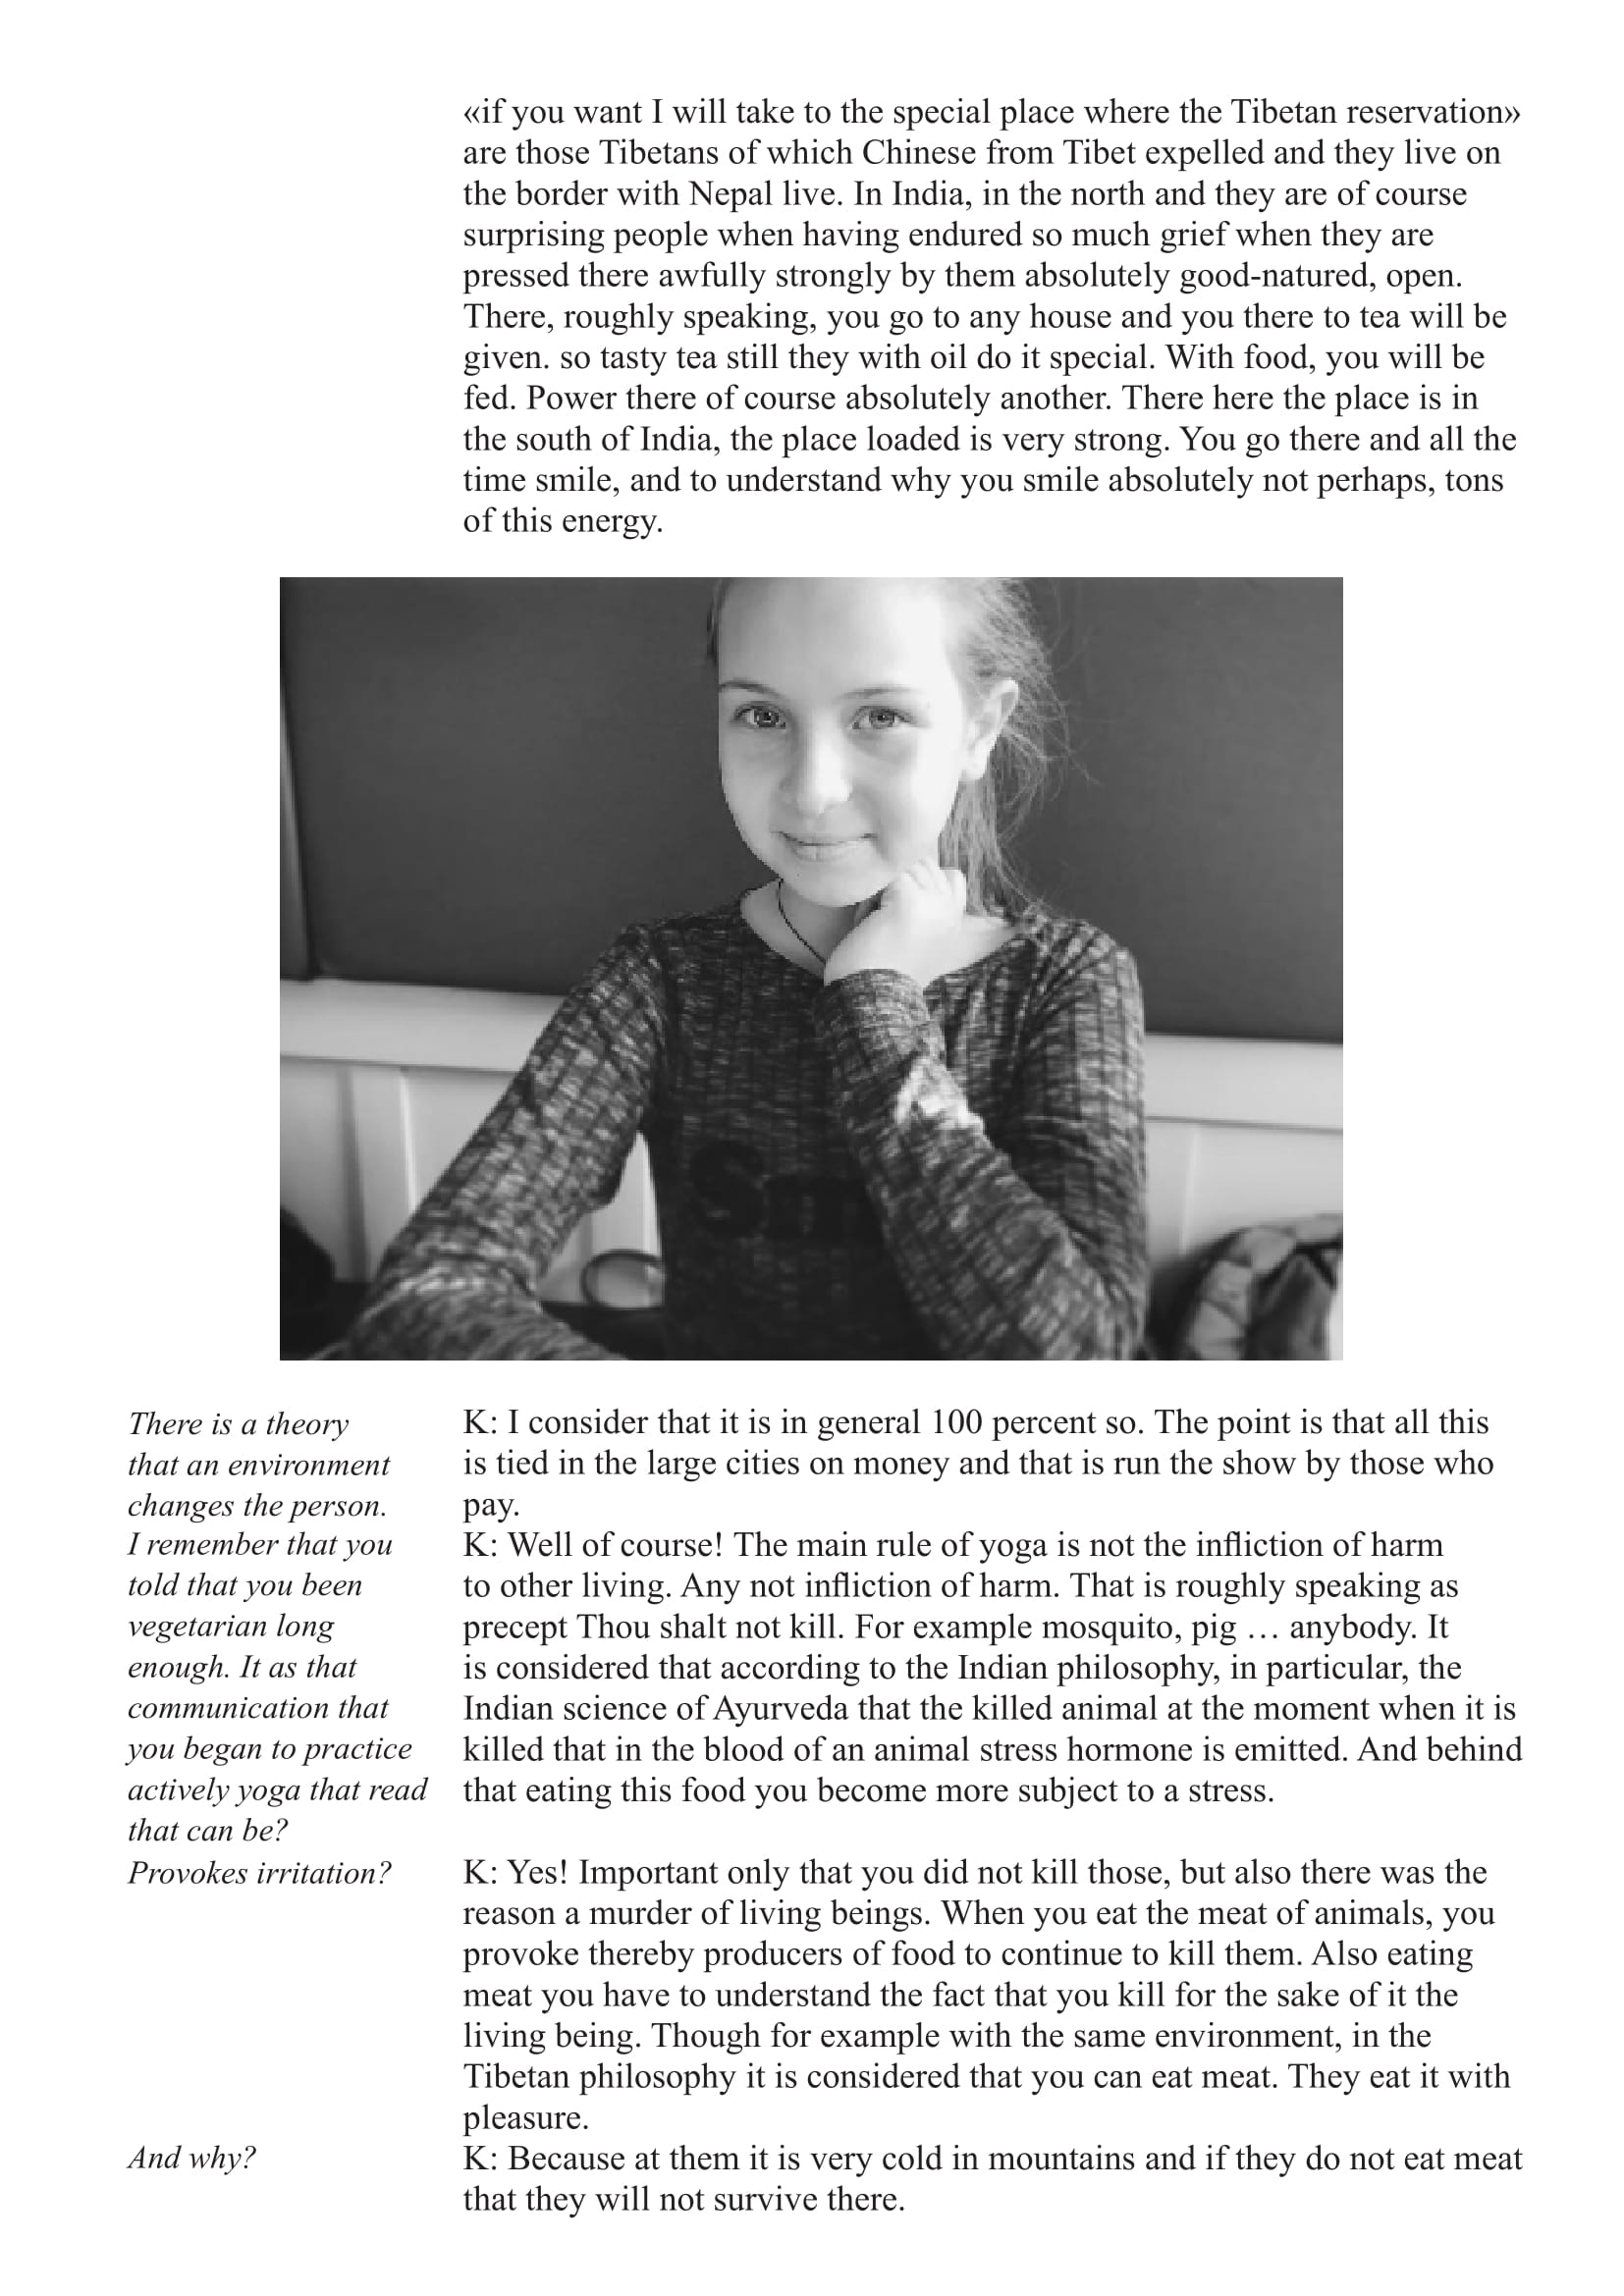 «if you want I will take to the special place where the Tibetan reservation»
are those Tibetans of which Chinese from Tibet expelled and they live on
the border with Nepal live. In India, in the north and they are of course
surprising people when having endured so much grief when they are
pressed there awfully strongly by them absolutely good-natured, open.
There, roughly speaking, you go to any house and you there to tea will be
given. so tasty tea still they with oil do it special. With food, you will be
fed. Power there of course absolutely another. There here the place is in
the south of India, the place loaded is very strong. You go there and all the
time smile, and to understand why you smile absolutely not perhaps, tons
of this energy.
There is a theory
that an environment
changes the person.
K: I consider that it is in general 100 percent so. The point is that all this
is tied in the large cities on money and that is run the show by those who
pay.
I remember that you
told that you been
vegetarian long
enough. It as that
communication that
you began to practice
actively yoga that read
that can be?
K: Well of course! The main rule of yoga is not the infliction of harm
to other living. Any not infliction of harm. That is roughly speaking as
precept Thou shalt not kill. For example mosquito, pig … anybody. It
is considered that according to the Indian philosophy, in particular, the
Indian science of Ayurveda that the killed animal at the moment when it is
killed that in the blood of an animal stress hormone is emitted. And behind
that eating this food you become more subject to a stress.
Provokes irritation?
K: Yes! Important only that you did not kill those, but also there was the
reason a murder of living beings. When you eat the meat of animals, you
provoke thereby producers of food to continue to kill them. Also eating
meat you have to understand the fact that you kill for the sake of it the
living being. Though for example with the same environment, in the
Tibetan philosophy it is considered that you can eat meat. They eat it with
pleasure.
And why?
K: Because at them it is very cold in mountains and if they do not eat meat
that they will not survive there.